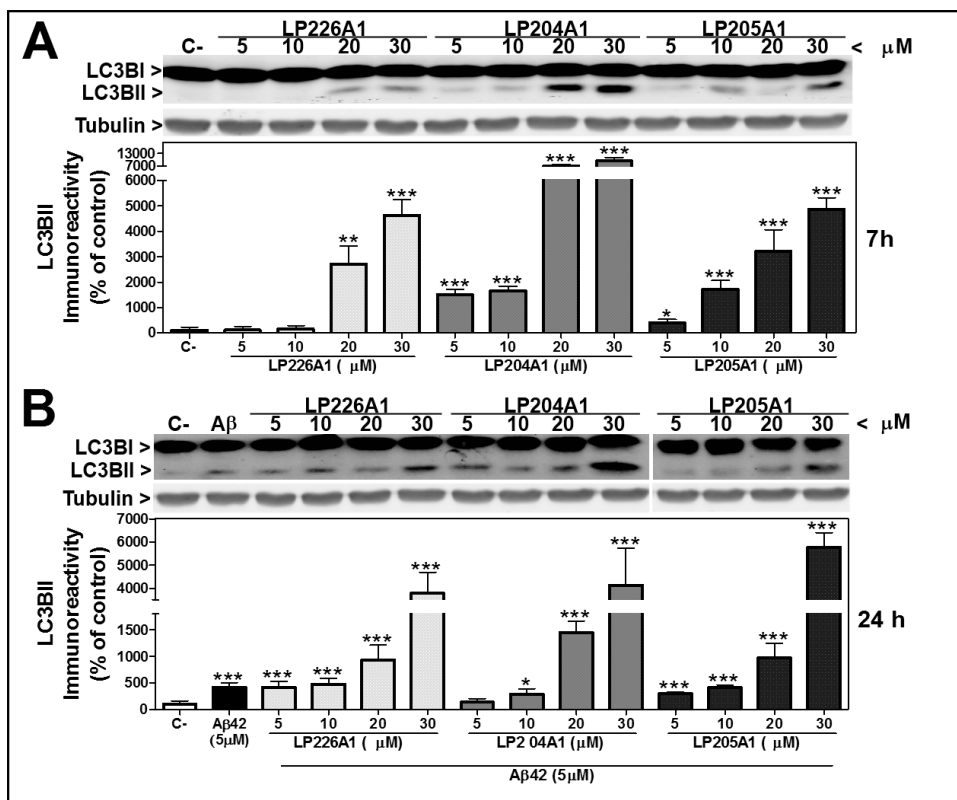 A
LP226A1 LP204A1 LP205A1
C- 5 10 20 30 5 10 20 30 5 10 20 30 < μM
LC3BI >
LC3BII >
Tubulin >
LC3BII
Immunoreactivity
(% of control)
13000
7000
6000
5000
4000
3000
2000
1000
0
** *** *** *** *** *** * *** *** ***
7h
C- 5 10 20 30 5 10 20 30 5 10 20 30
LP226A1 ( μM) LP204A1 (μM) LP205A1 ( μM)
B
LP226A1 LP204A1 LP205A1
C- Aβ 5 10 20 30 5 10 20 30 5 10 20 30 < μM
LC3BI >
LC3BII >
Tubulin >
LC3BII
Immunoreactivity
(% of control)
7000
6000
5000
4000
1500
1000
500
0
*** *** *** *** *** * *** *** *** *** *** ***
24 h
C- Aβ42 5 10 20 30 5 10 20 30 5 10 20 30
(5μM)
LP226A1 ( μM) LP2 04A1 (μM) LP205A1 ( μM)
Aβ42 (5μM)